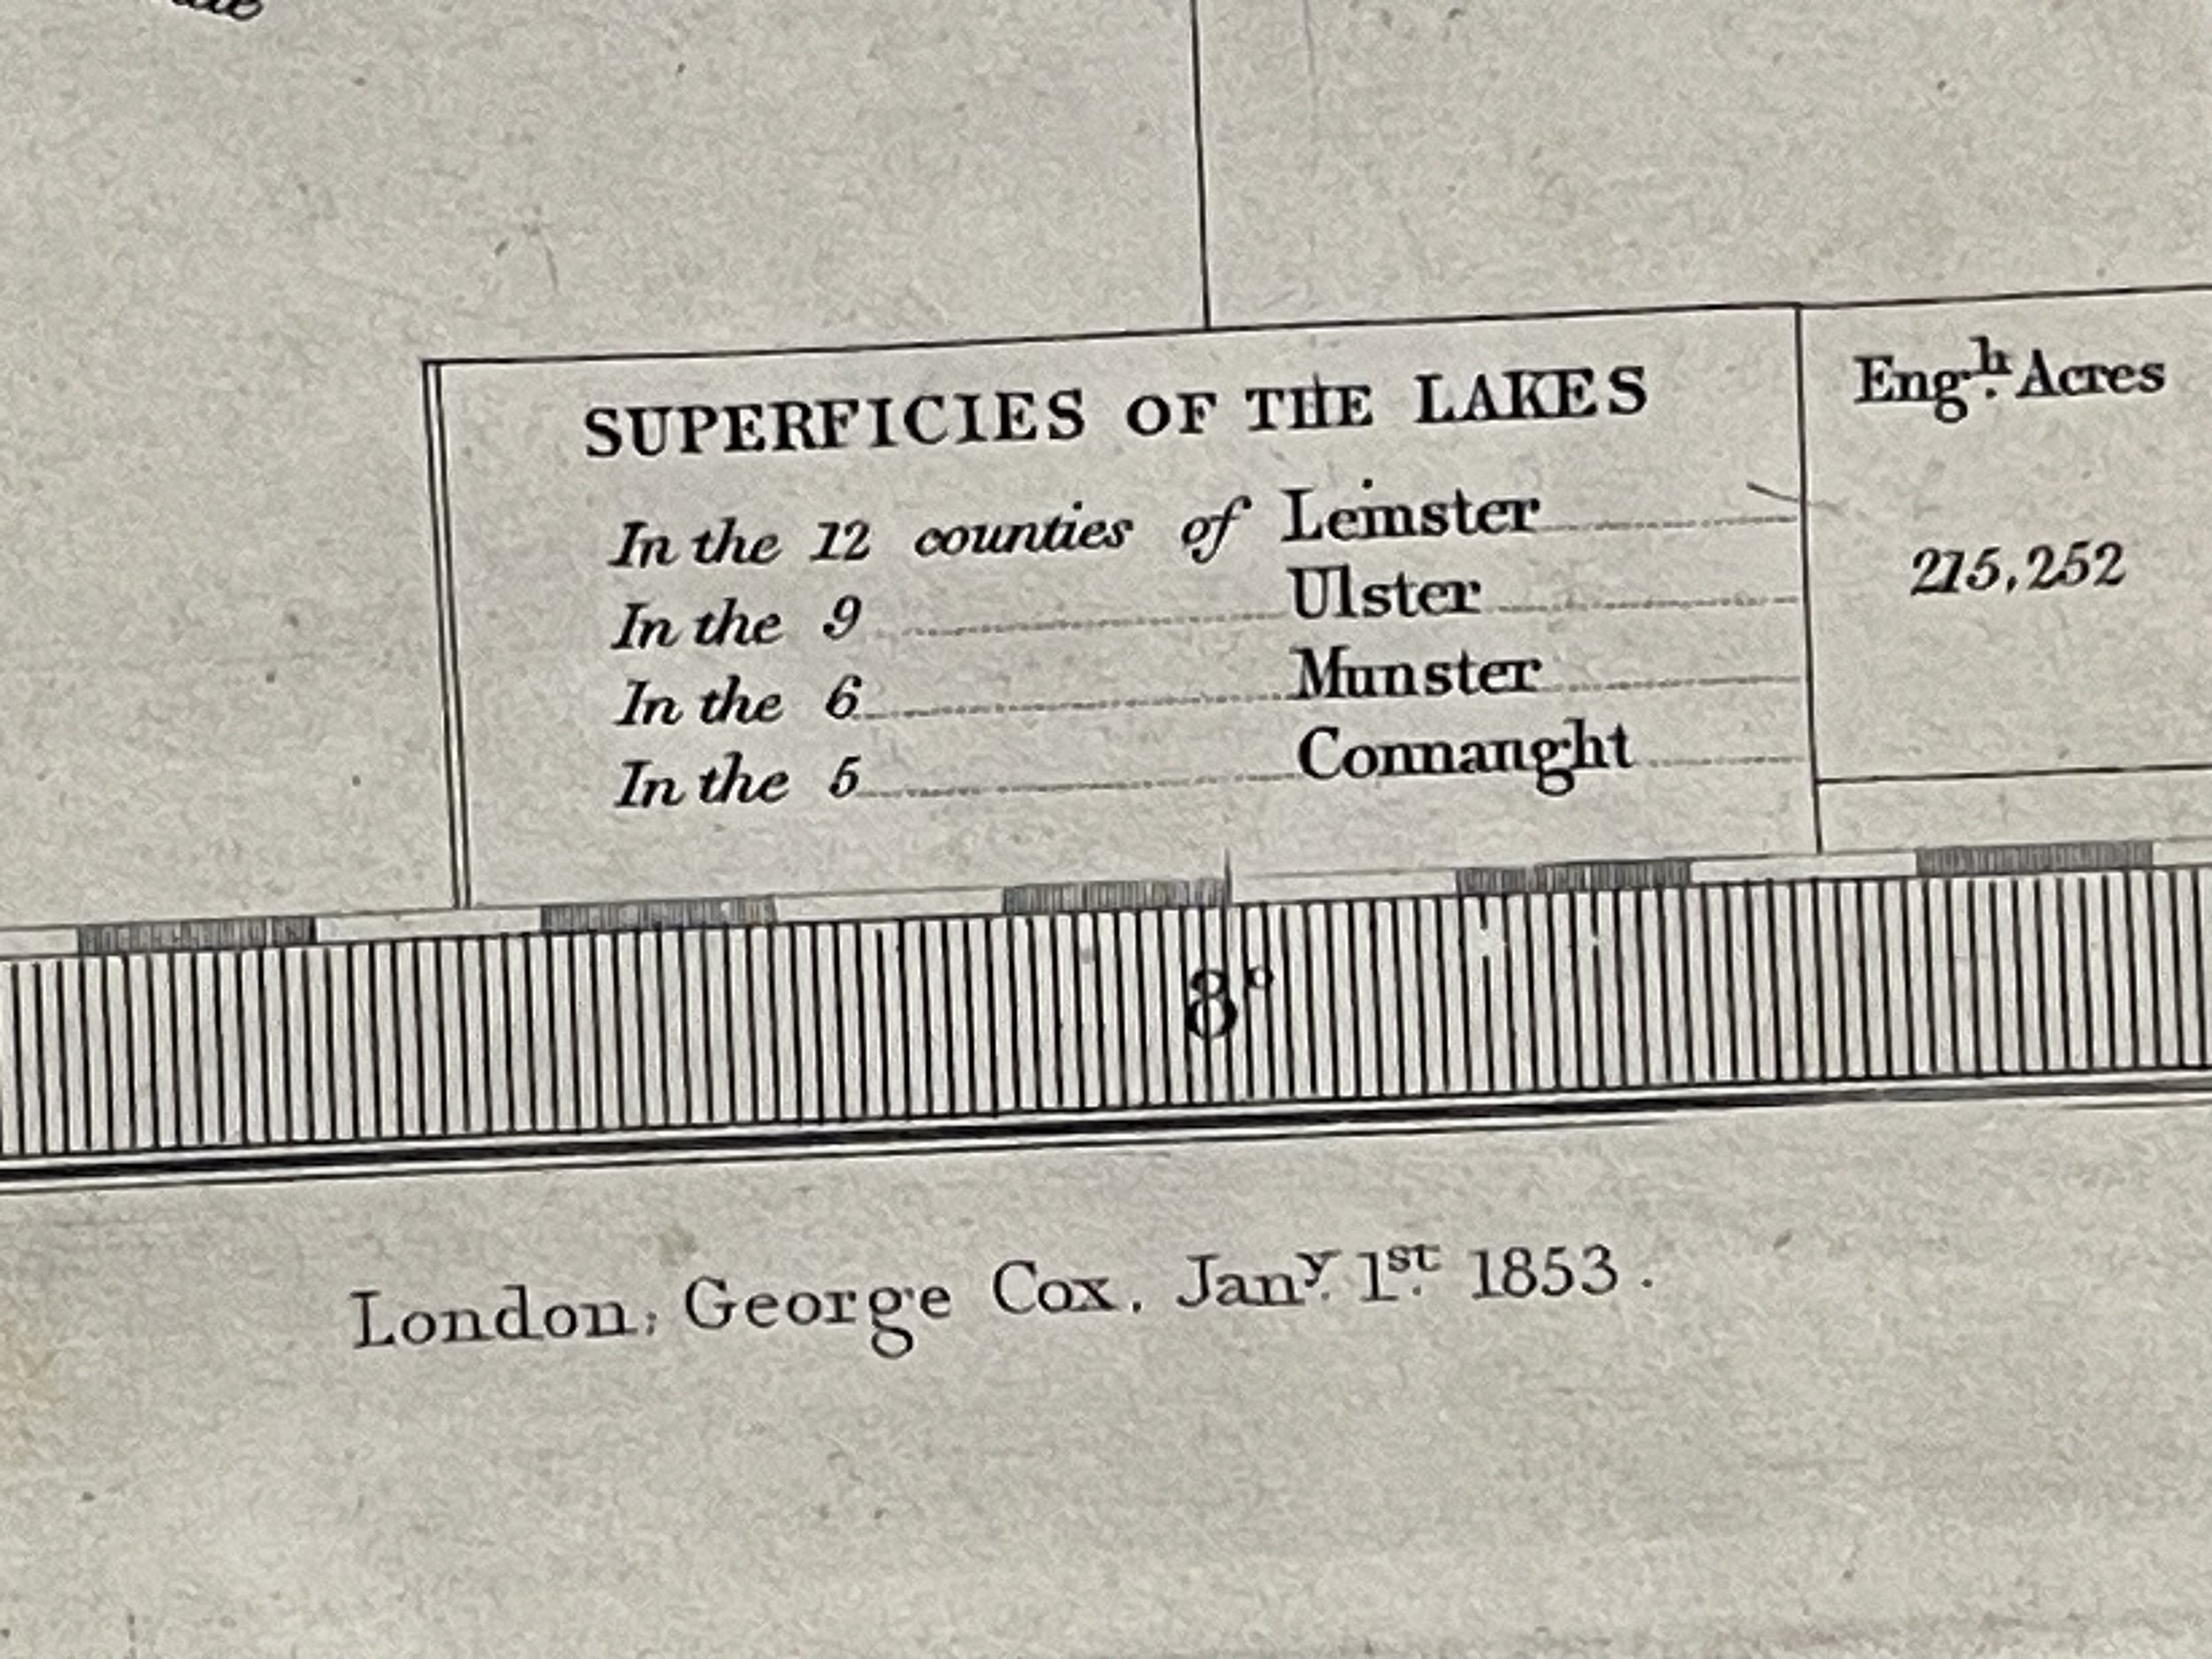 SUPERFICIES OF THE LAKES
Engh. Acres
In the 12 counties of Leinster
In the 9 Ulster
215,252
In the 6 Munster
In the 5 Connanght
8°
London, George Cox, Jany. 1st. 1853.